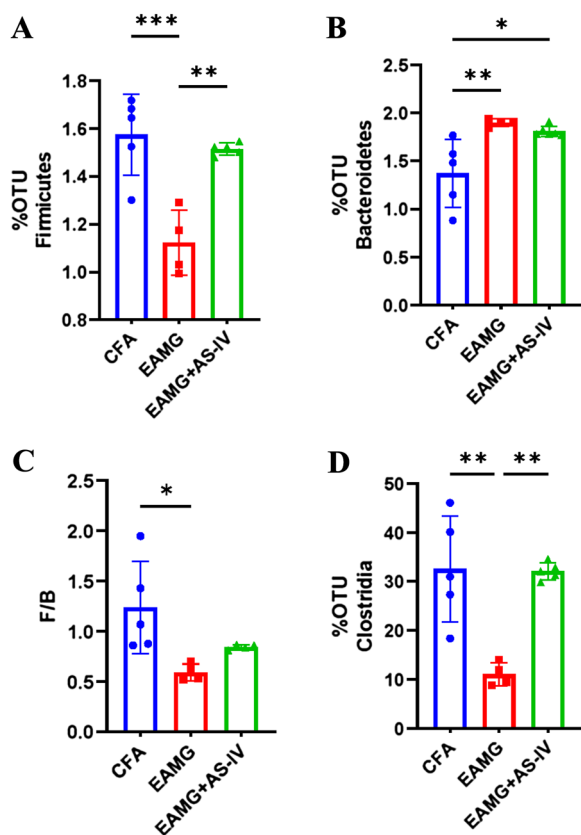 A
***
**
1.8
1.6
1.4
1.2
1.0
0.8
%OTU
Firmicutes
CFA
EAMG
EAMG+AS-IV
B
*
**
2.5
2.0
1.5
1.0
0.5
0.0
%OTU
Bacteroidetes
CFA
EAMG
EAMG+AS-IV
C
*
2.5
2.0
1.5
1.0
0.5
0.0
F/B
CFA
EAMG
EAMG+AS-IV
D
** **
50
40
30
20
10
0
%OTU
Clostridia
CFA
EAMG
EAMG+AS-IV